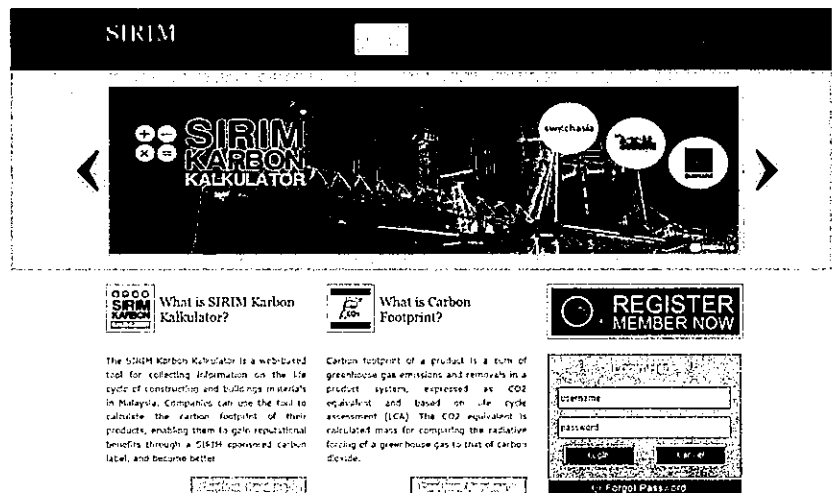 SIRIM
SIRIM
KARBON
KALKULATOR
switchasia
SIRIM
KARBON
What is SIRIM Karbon
Kalkulator?
CO2
What is Carbon
Footprint?
REGISTER
MEMBER NOW
The SIRIM Karbon Kalkulator is a web-based
tool for collecting information on the life
cycle of constructing and buildings materials
in Malaysia. Companies can use the tool to
calculate the carbon footprint of their
products, enabling them to gain reputational
benefits through a SIRIM sponsored carbon
label, and become better
Carbon footprint of a product is a sum of
greenhouse gas emissions and removals in a
product system, expressed as CO2
equivalent and based on life cycle
assessment (LCA). The CO2 equivalent is
calculated mass for comparing the radiative
forcing of a greenhouse gas to that of carbon
dioxide.
username
password
Login
Cancel
Forgot Password